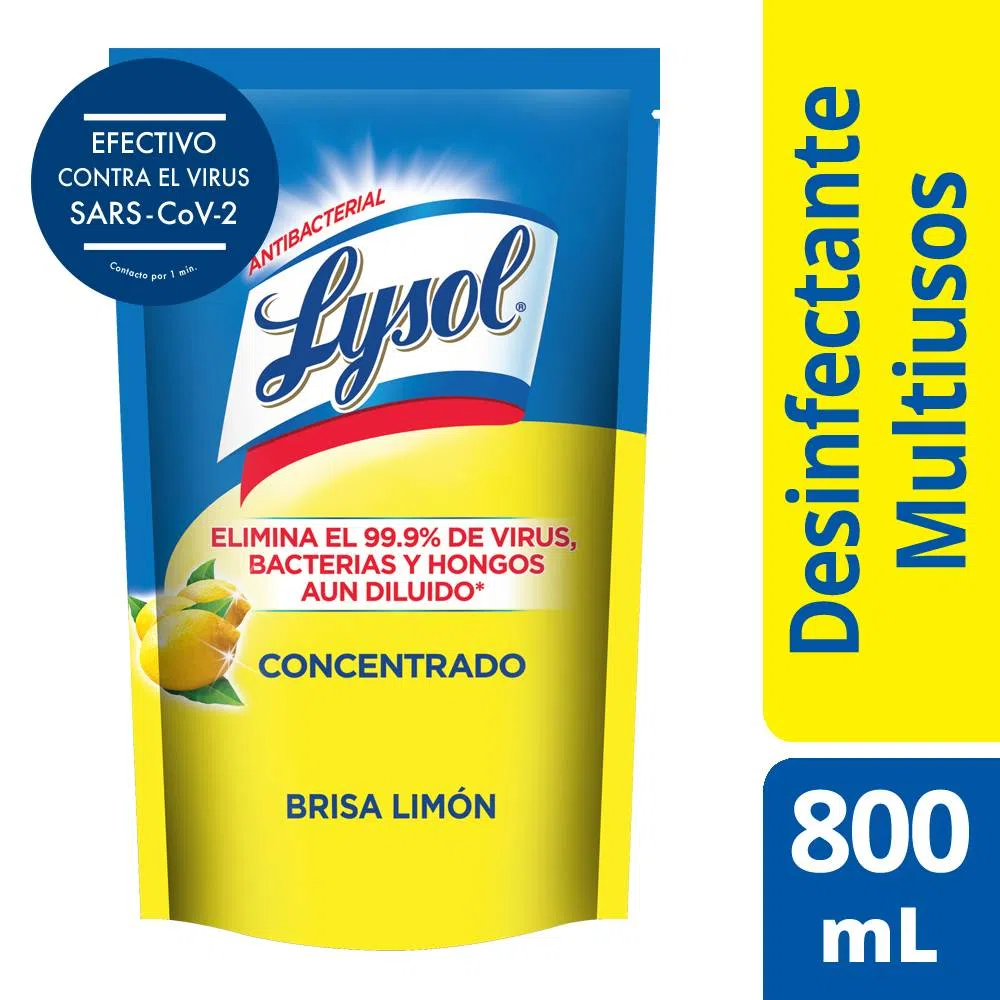 EFECTIVO
CONTRA EL VIRUS
SARS-CoV-2
Contacto por 1 min.
ANTIBACTERIAL
Lysol®
ELIMINA EL 99.9% DE VIRUS,
BACTERIAS Y HONGOS
AUN DILUIDO*
CONCENTRADO
BRISA LIMÓN
Desinfectante
Multiusos
800
mL